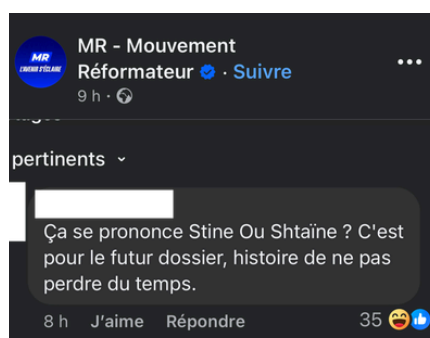 MR
L'AVENIR S'ÉCLAIRE
MR - Mouvement
Réformateur · Suivre
9 h ·
pertinents
Ça se prononce Stine Ou Shtaïne ? C'est
pour le futur dossier, histoire de ne pas
perdre du temps.
8 h J'aime Répondre 35